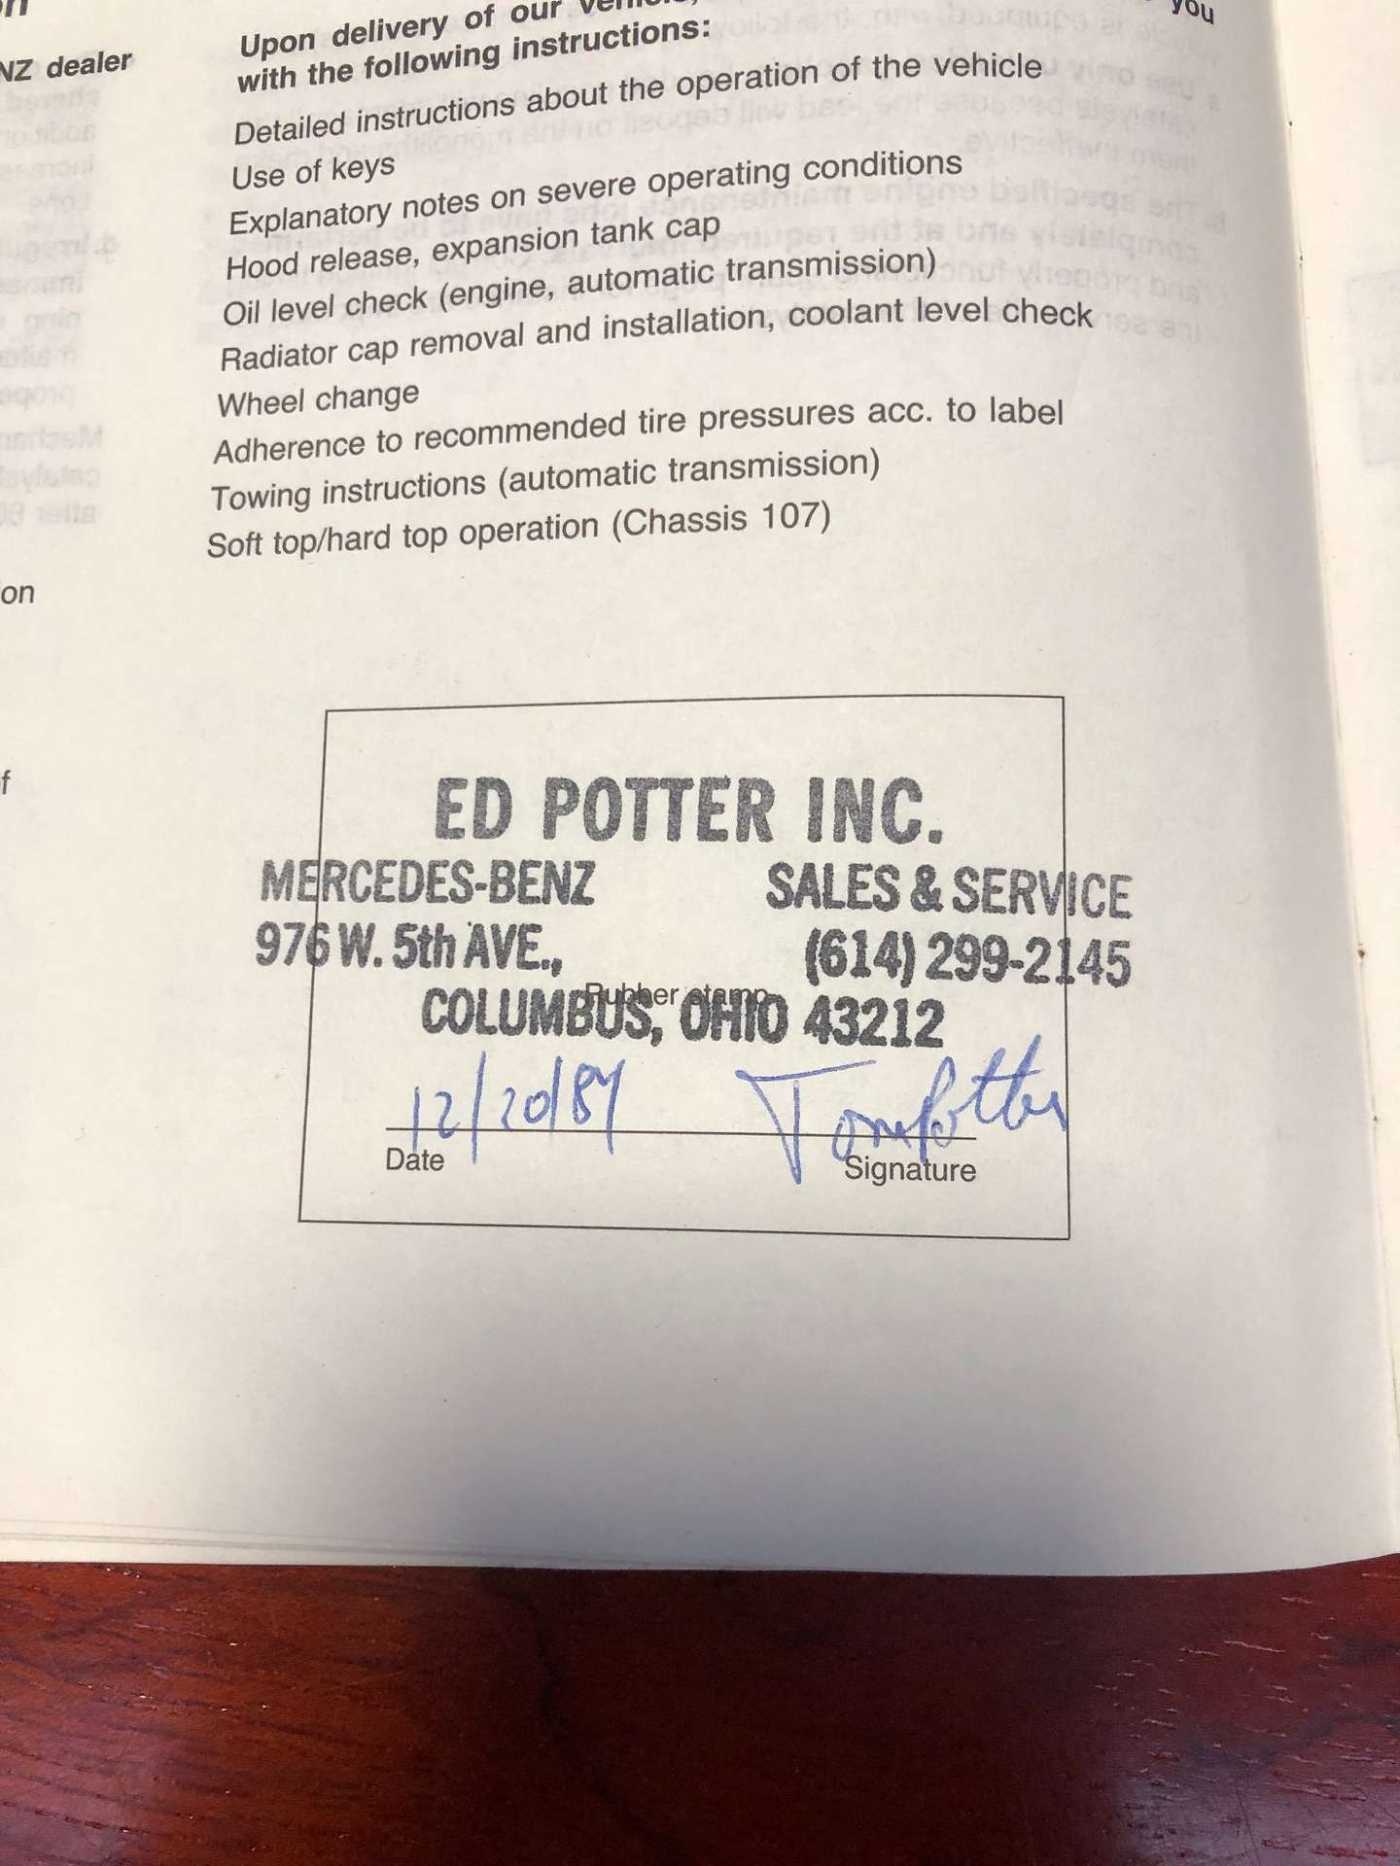 NZ dealer
on
f
Upon delivery of our
you
with the following instructions:
Detailed instructions about the operation of the vehicle
Use of keys
Explanatory notes on severe operating conditions
Hood release, expansion tank cap
Oil level check (engine, automatic transmission)
Radiator cap removal and installation, coolant level check
Wheel change
Adherence to recommended tire pressures acc. to label
Towing instructions (automatic transmission)
Soft top/hard top operation (Chassis 107)
ED POTTER INC.
MERCEDES-BENZ SALES & SERVICE
976 W. 5th AVE., (614) 299-2145
Rubber stamp
COLUMBUS, OHIO 43212
12/20/87 Tom Potter
Date Signature